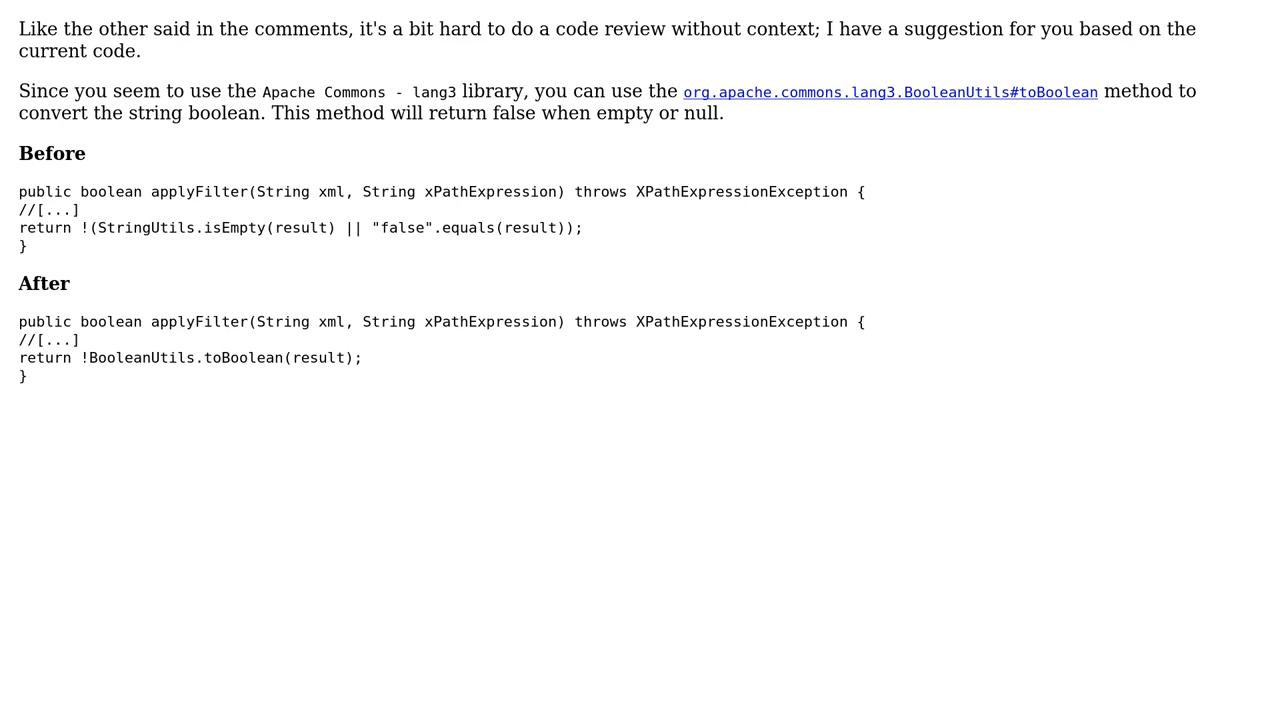 Like the other said in the comments, it's a bit hard to do a code review without context; I have a suggestion for you based on the
current code.
Since you seem to use the Apache Commons - lang3 library, you can use the org.apache.commons.lang3.BooleanUtils#toBoolean method to
convert the string boolean. This method will return false when empty or null.
Before
public boolean applyFilter(String xml, String xPathExpression) throws XPathExpressionException {
//[...]
return !(StringUtils.isEmpty(result) || "false".equals(result));
}
After
public boolean applyFilter(String xml, String xPathExpression) throws XPathExpressionException {
//[...]
return !BooleanUtils.toBoolean(result);
}